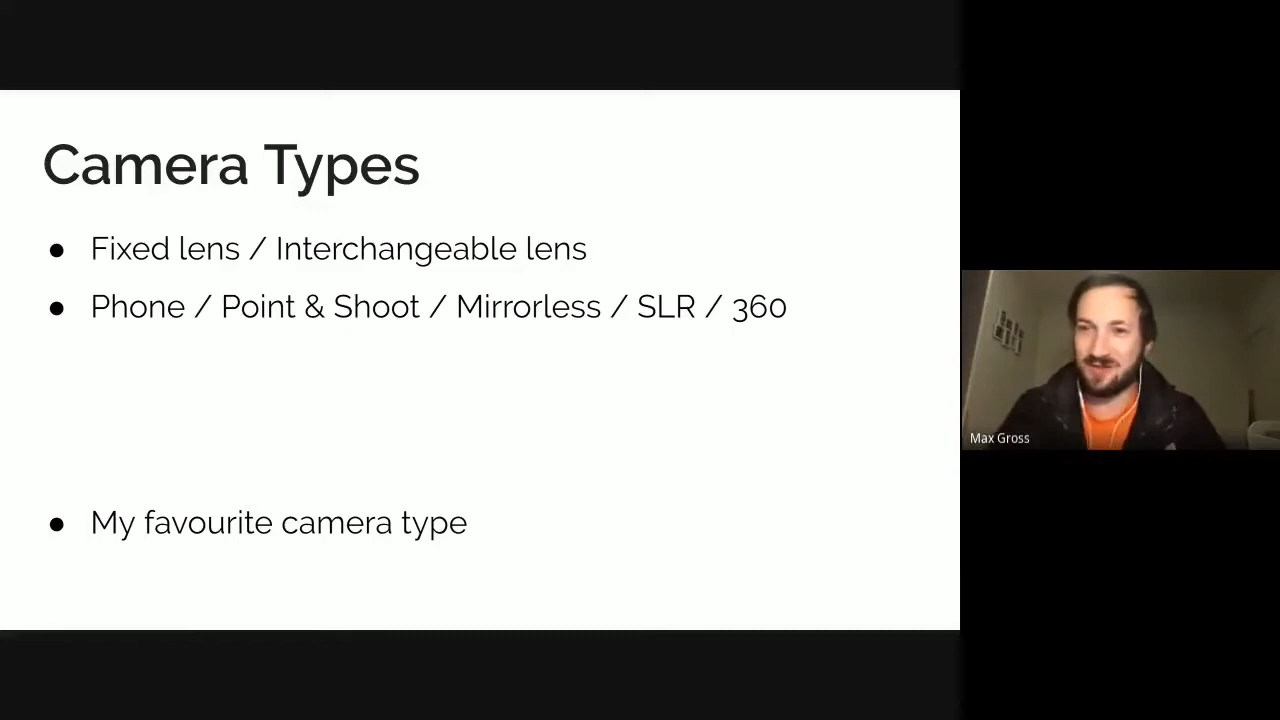 Camera Types
● Fixed lens / Interchangeable lens
● Phone / Point & Shoot / Mirrorless / SLR / 360
● My favourite camera type
Max Gross